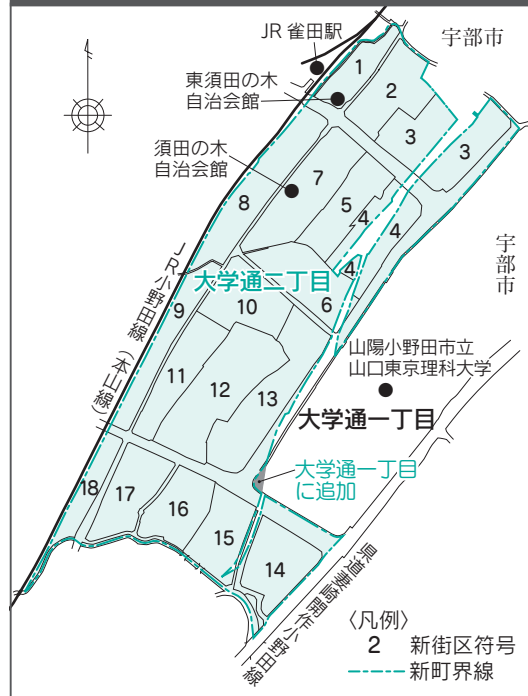 JR 雀田駅
宇部市
東須田の木
自治会館
1
2
3
3
須田の木
自治会館
7
5
4
4
4
8
宇部市
大学通二丁目
6
9
10
JR小野田線(本山線)
山陽小野田市立
山口東京理科大学
11
12
13
大学通一丁目
大学通一丁目
に追加
18
17
16
15
14
県道妻崎開作小野田線
〈凡例〉
2 新街区符号
新町界線